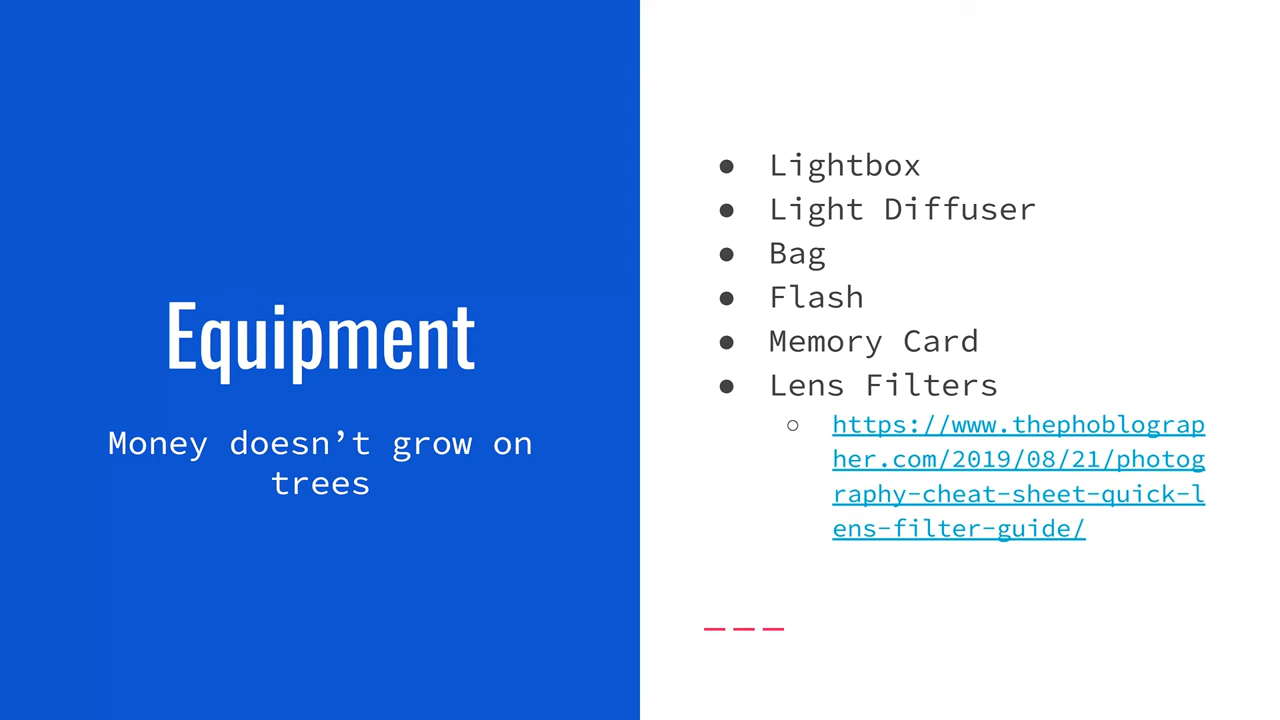 Equipment
Money doesn’t grow on
trees
● Lightbox
● Light Diffuser
● Bag
● Flash
● Memory Card
● Lens Filters
○ https://www.thephoblograp
her.com/2019/08/21/photog
raphy-cheat-sheet-quick-l
ens-filter-guide/